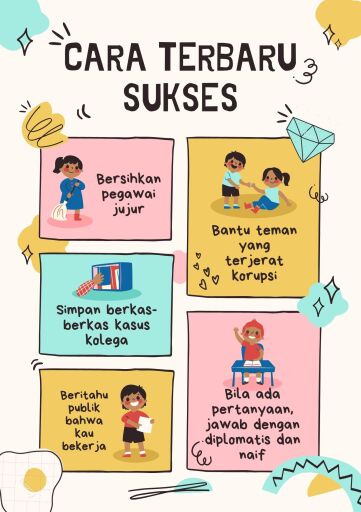 CARA TERBARU
SUKSES
Bersihkan
pegawai
jujur
Bantu teman
yang
terjerat
korupsi
Simpan berkas-
berkas kasus
kolega
Beritahu
publik
bahwa
kau
bekerja
Bila ada
pertanyaan,
jawab dengan
diplomatis dan
naif